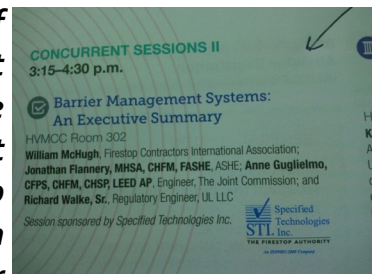 CONCURRENT SESSIONS II
3:15–4:30 p.m.
Barrier Management Systems:
An Executive Summary
HVMCC Room 302
William McHugh, Firestop Contractors International Association;
Jonathan Flannery, MHSA, CHFM, FASHE, ASHE; Anne Guglielmo,
CFPS, CHFM, CHSP, LEED AP, Engineer, The Joint Commission; and
Richard Walke, Sr., Regulatory Engineer, UL LLC
Session sponsored by Specified Technologies Inc.
STI.
Specified
Technologies
Inc.
THE FIRESTOP AUTHORITY